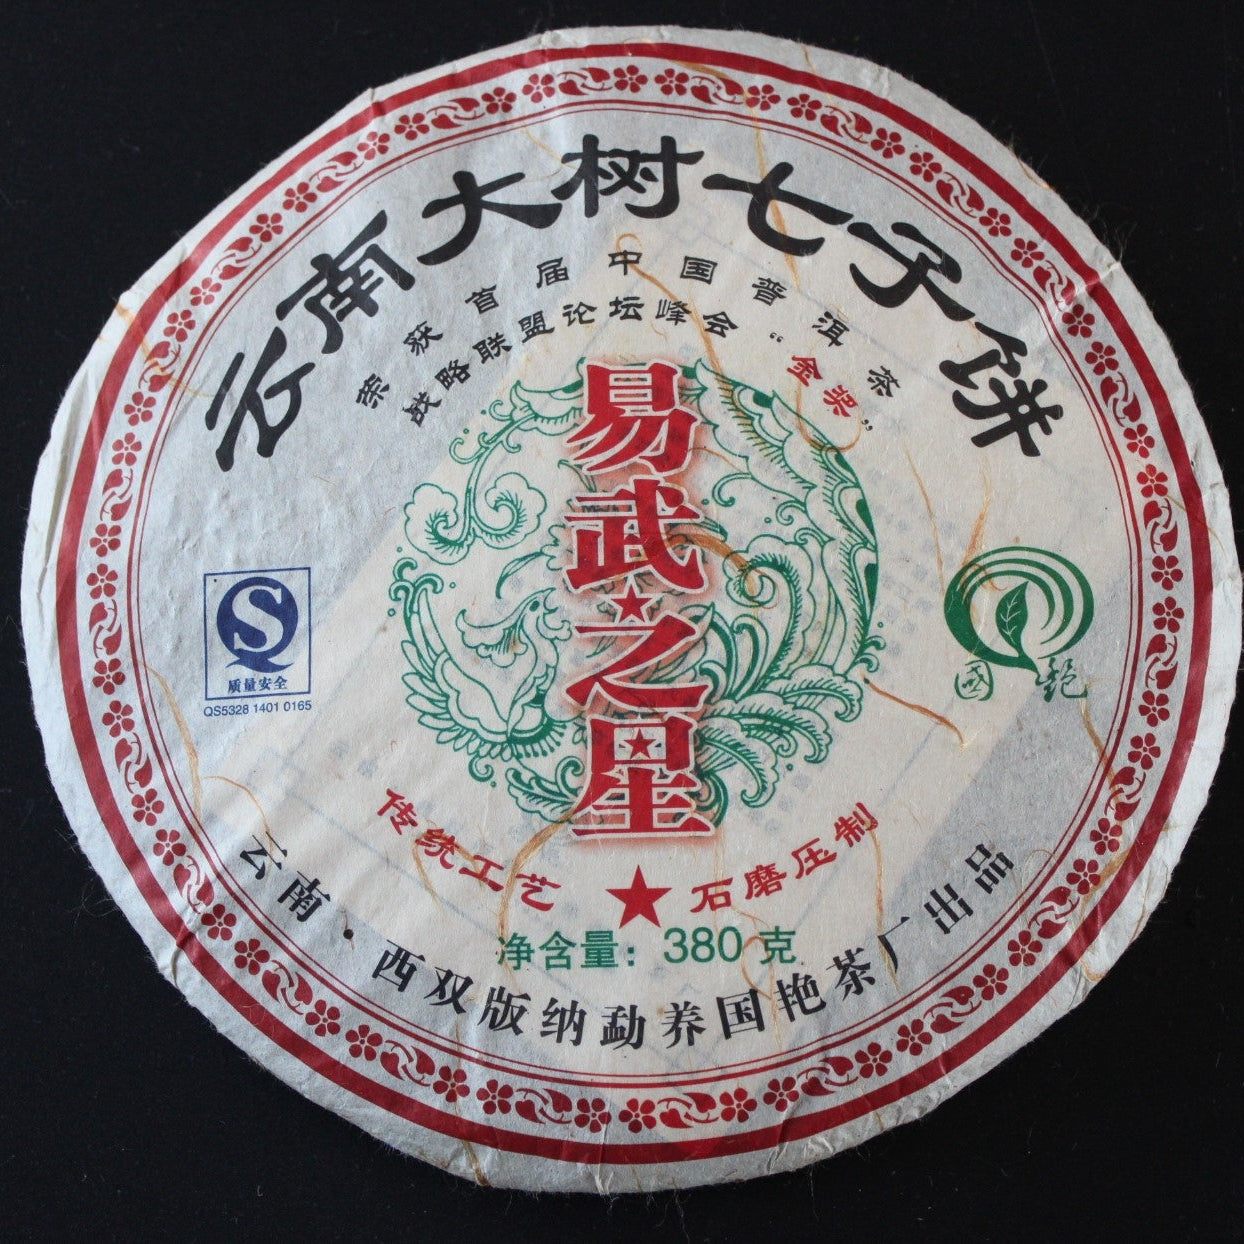 云南大树七子饼
荣获首届中国普洱茶
战略联盟论坛峰会“金奖”
易武之星
质量安全
QS5328 1401 0165
國艷
传统工艺 石磨压制
净含量：380克
云南·西双版纳勐养国艳茶厂出品